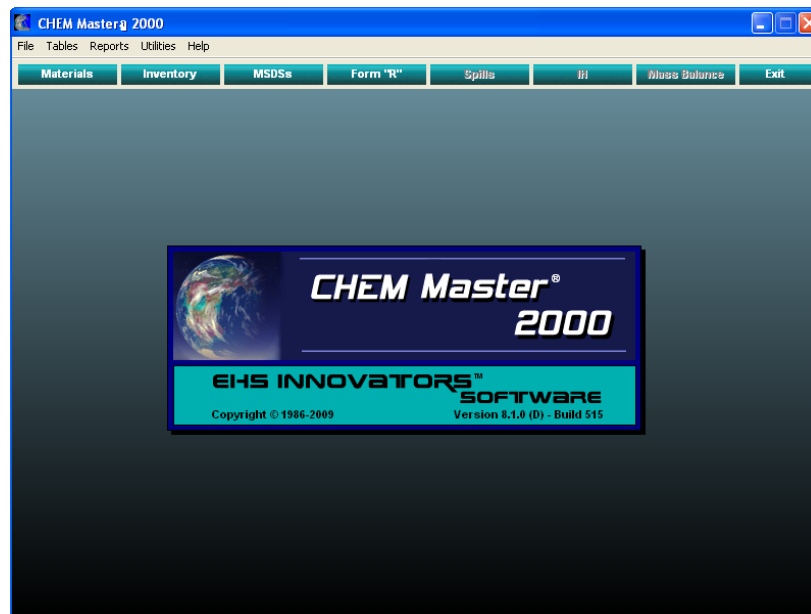 CHEM Master® 2000
File Tables Reports Utilities Help
Materials Inventory MSDSs Form "R" Spills IH Mass Balance Exit
CHEM Master®
2000
EHS INNOVATORS™
SOFTWARE
Copyright © 1986-2009 Version 8.1.0 (D) - Build 515